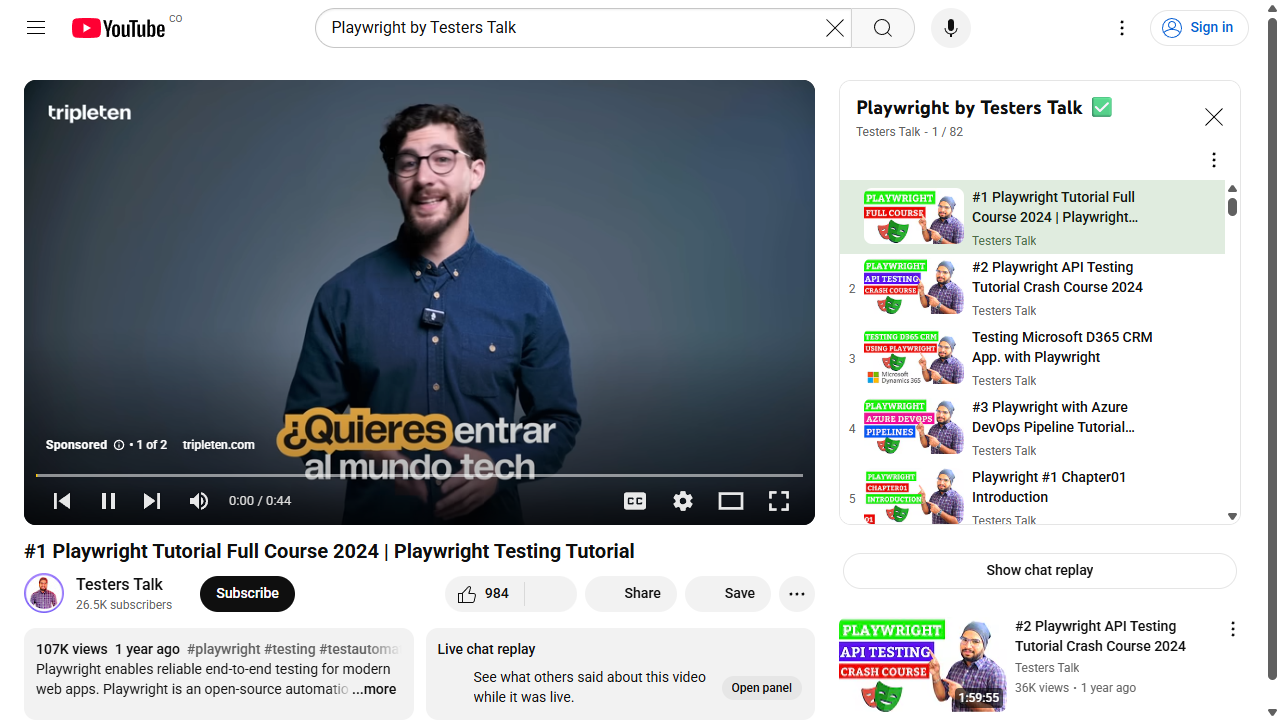 YouTube CO
Playwright by Testers Talk
Sign in
tripleten
¿Quieres entrar
al mundo tech
Sponsored • 1 of 2 tripleten.com
0:00 / 0:44
CC
#1 Playwright Tutorial Full Course 2024 | Playwright Testing Tutorial
Testers Talk
26.5K subscribers
Subscribe
984
Share
Save
107K views 1 year ago #playwright #testing #testautoma
Playwright enables reliable end-to-end testing for modern
web apps. Playwright is an open-source automatio ...more
Live chat replay
See what others said about this video
while it was live.
Open panel
Playwright by Testers Talk ✅
Testers Talk - 1 / 82
PLAYWRIGHT
FULL COURSE
#1 Playwright Tutorial Full
Course 2024 | Playwright...
Testers Talk
2
PLAYWRIGHT
API TESTING
CRASH COURSE
#2 Playwright API Testing
Tutorial Crash Course 2024
Testers Talk
3
TESTING D365 CRM
USING PLAYWRIGHT
Microsoft
Dynamics 365
Testing Microsoft D365 CRM
App. with Playwright
Testers Talk
4
PLAYWRIGHT
AZURE DEVOPS
PIPELINES
#3 Playwright with Azure
DevOps Pipeline Tutorial...
Testers Talk
5
PLAYWRIGHT
CHAPTER01
INTRODUCTION
01
Playwright #1 Chapter01
Introduction
Testers Talk
Show chat replay
PLAYWRIGHT
API TESTING
CRASH COURSE
1:59:55
#2 Playwright API Testing
Tutorial Crash Course 2024
Testers Talk
36K views • 1 year ago